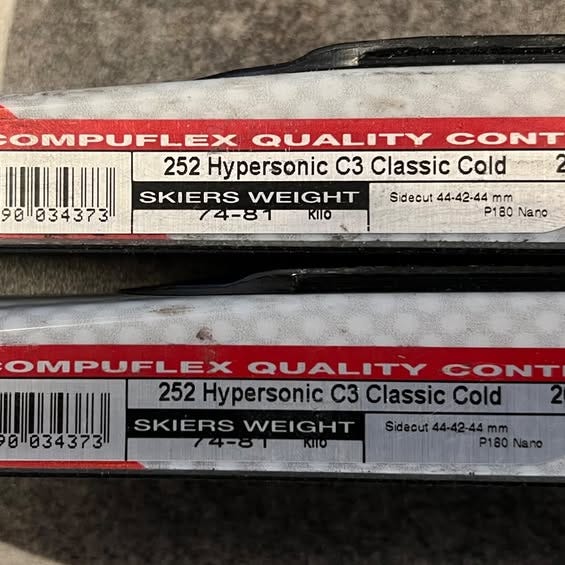 COMPUFLEX QUALITY CONT
252 Hypersonic C3 Classic Cold 2
SKIERS WEIGHT
74-81 Kilo
Sidecut 44-42-44 mm
P180 Nano
90 034373
COMPUFLEX QUALITY CONT
252 Hypersonic C3 Classic Cold 20
SKIERS WEIGHT
74-81 Kilo
Sidecut 44-42-44 mm
P180 Nano
90 034373